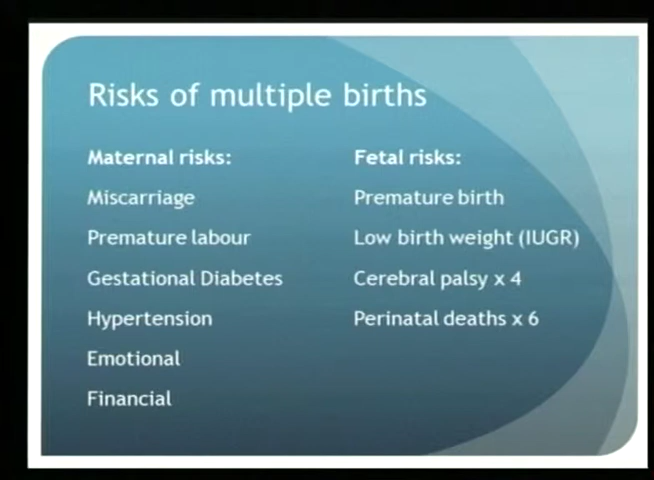 Risks of multiple births
Maternal risks:
Miscarriage
Premature labour
Gestational Diabetes
Hypertension
Emotional
Financial
Fetal risks:
Premature birth
Low birth weight (IUGR)
Cerebral palsy x 4
Perinatal deaths x 6